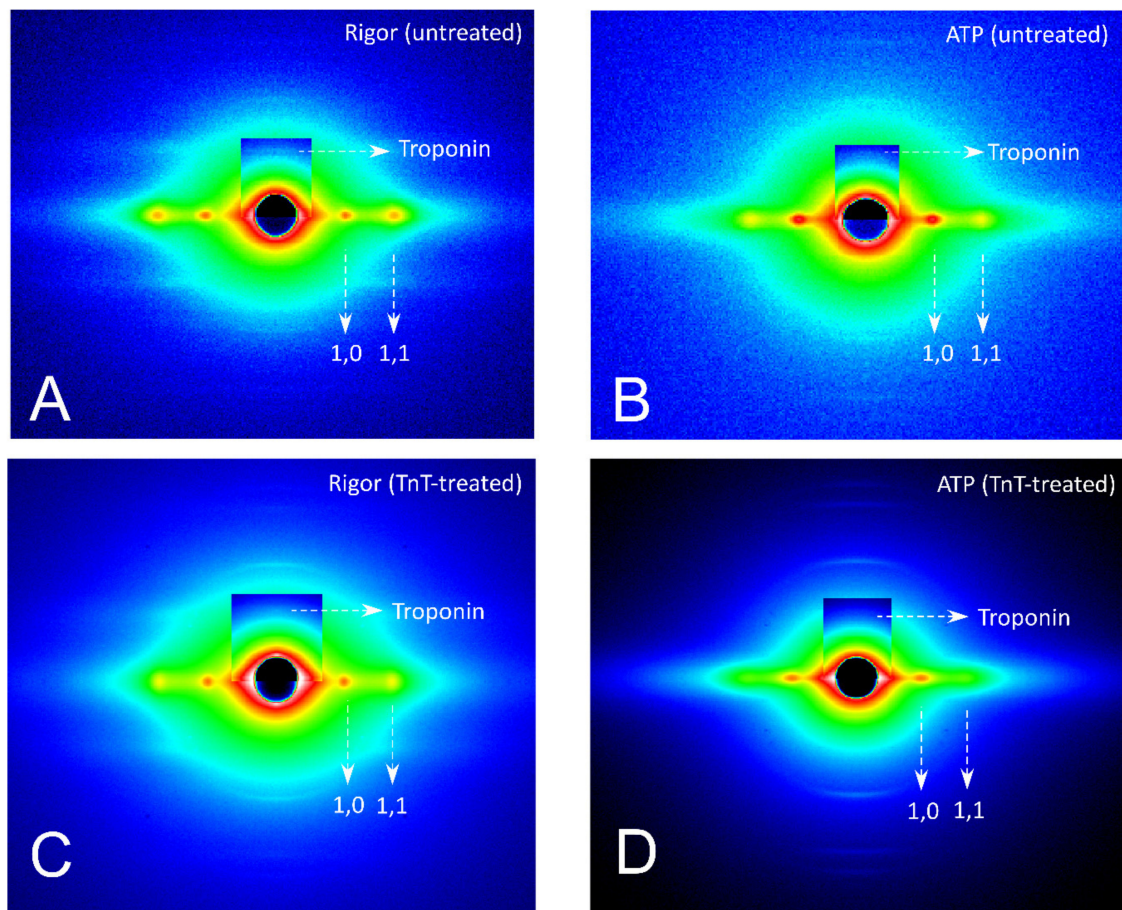 Rigor (untreated)
Troponin
1,0 1,1
A
ATP (untreated)
Troponin
1,0 1,1
B
Rigor (TnT-treated)
Troponin
1,0 1,1
C
ATP (TnT-treated)
Troponin
1,0 1,1
D